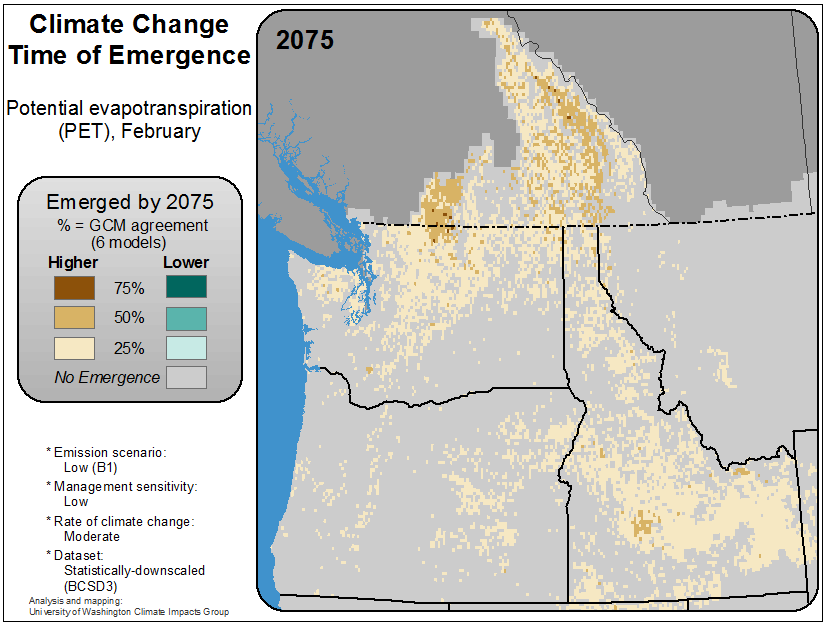 Climate Change
Time of Emergence
2075
Potential evapotranspiration
(PET), February
Emerged by 2075
% = GCM agreement
(6 models)
Higher Lower
75%
50%
25%
No Emergence
* Emission scenario:
Low (B1)
* Management sensitivity:
Low
* Rate of climate change:
Moderate
* Dataset:
Statistically-downscaled
(BCSD3)
Analysis and mapping:
University of Washington Climate Impacts Group